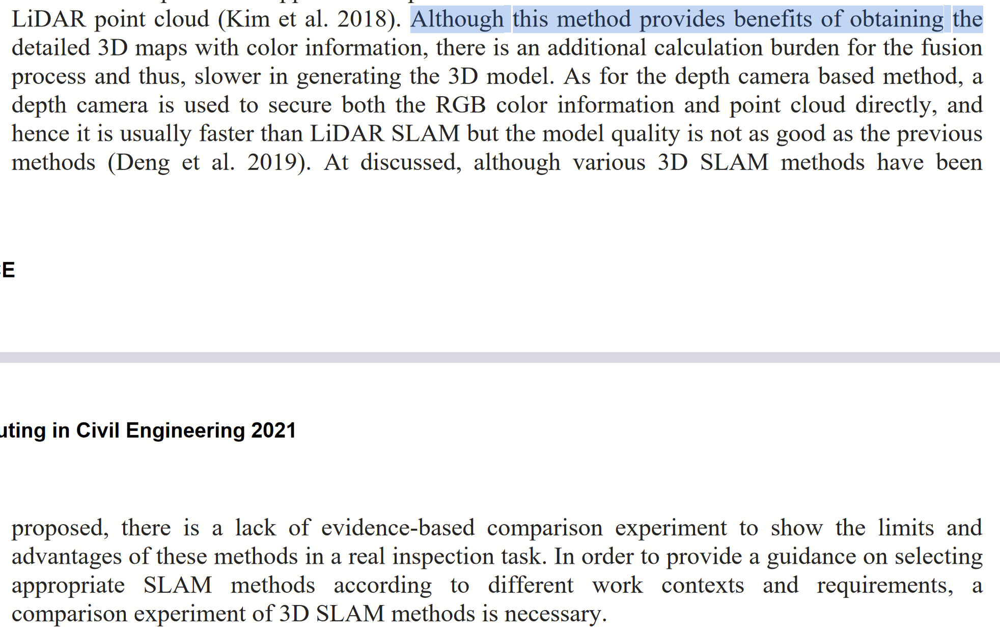 LiDAR point cloud (Kim et al. 2018). Although this method provides benefits of obtaining the
detailed 3D maps with color information, there is an additional calculation burden for the fusion
process and thus, slower in generating the 3D model. As for the depth camera based method, a
depth camera is used to secure both the RGB color information and point cloud directly, and
hence it is usually faster than LiDAR SLAM but the model quality is not as good as the previous
methods (Deng et al. 2019). At discussed, although various 3D SLAM methods have been
in Civil Engineering 2021
proposed, there is a lack of evidence-based comparison experiment to show the limits and
advantages of these methods in a real inspection task. In order to provide a guidance on selecting
appropriate SLAM methods according to different work contexts and requirements, a
comparison experiment of 3D SLAM methods is necessary.